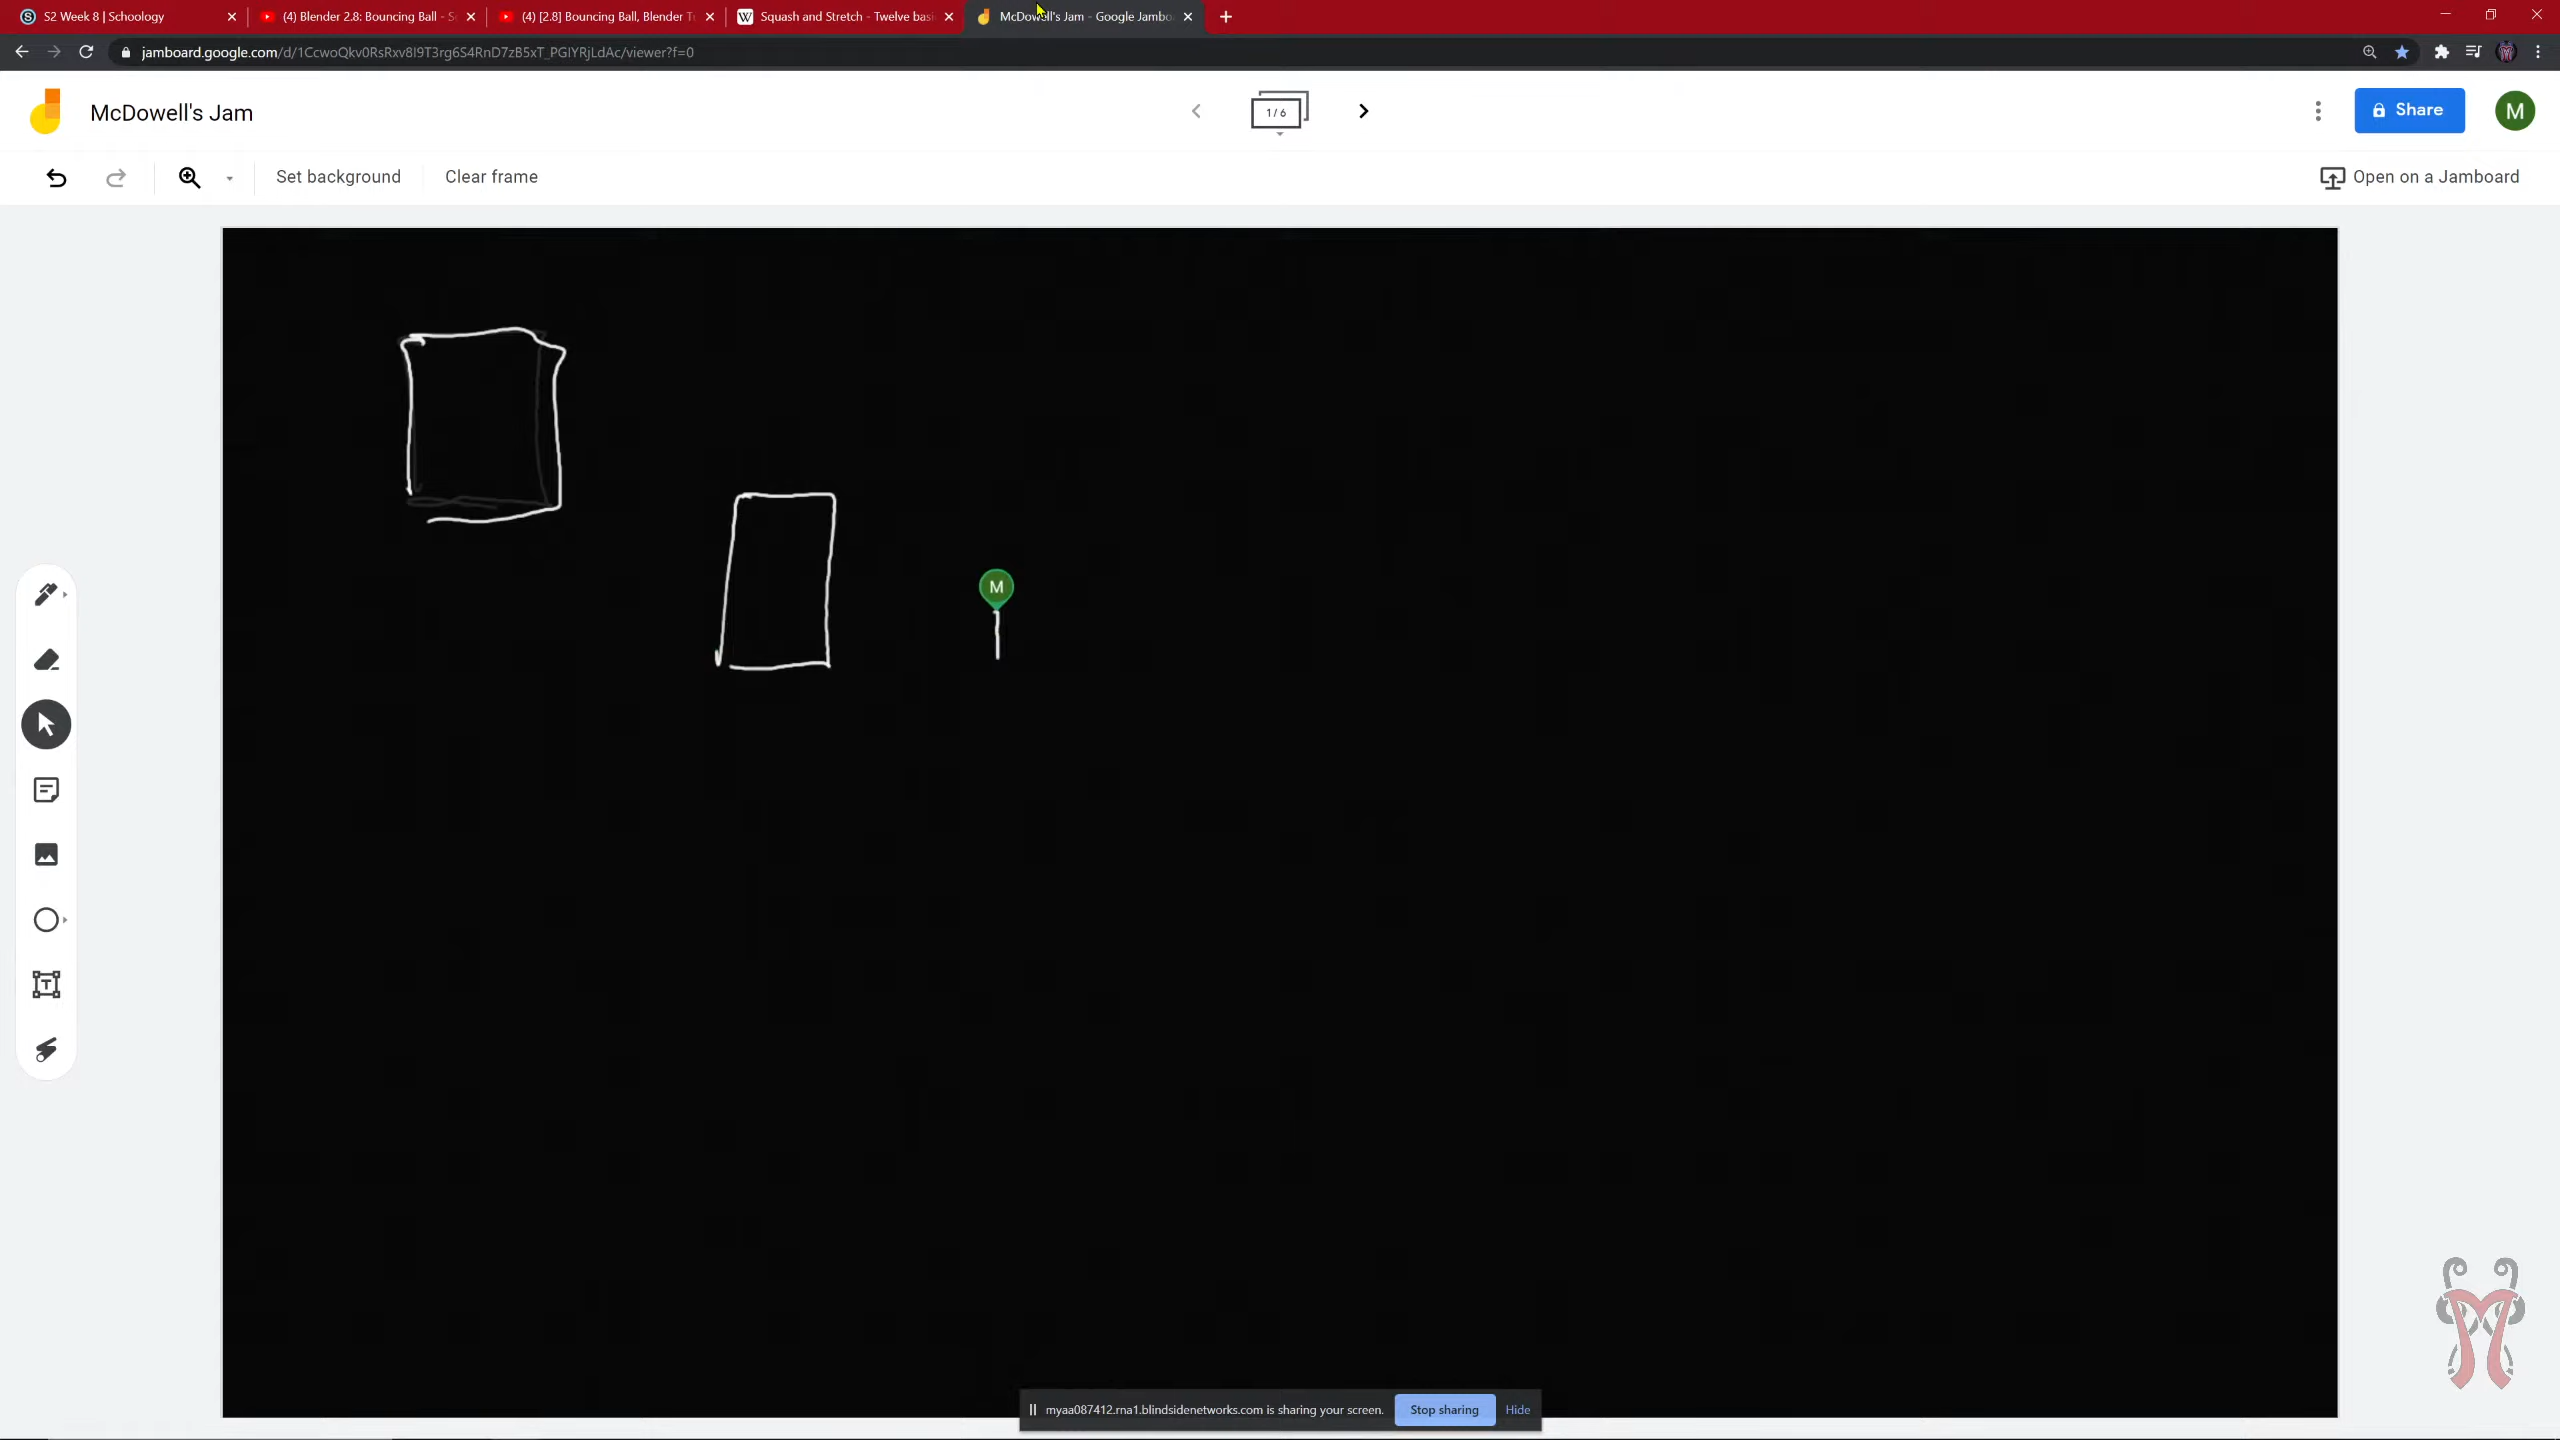 S2 Week 8 | Schoology
(4) Blender 2.8: Bouncing Ball - S
(4) [2.8] Bouncing Ball, Blender T
Squash and Stretch - Twelve basi
McDowell's Jam - Google Jambo
jamboard.google.com/d/1CcwoQkv0RsRxv8I9T3rg6S4RnD7zB5xT_PGIYRjLdAc/viewer?f=0
McDowell's Jam
1 / 6
Share
M
Set background
Clear frame
Open on a Jamboard
M
myaa087412.rna1.blindsidenetworks.com is sharing your screen.
Stop sharing
Hide